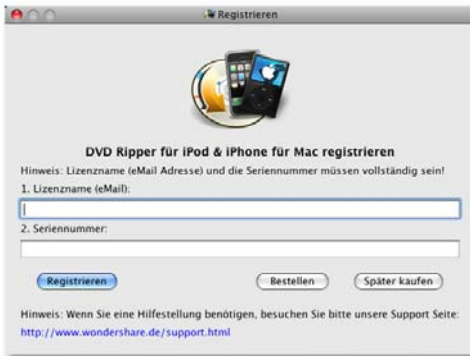 Registrieren
DVD Ripper für iPod & iPhone für Mac registrieren
Hinweis: Lizenzname (eMail Adresse) und die Seriennummer müssen vollständig sein!
1. Lizenzname (eMail):
2. Seriennummer:
Registrieren Bestellen Später kaufen
Hinweis: Wenn Sie eine Hilfestellung benötigen, besuchen Sie bitte unsere Support Seite:
http://www.wondershare.de/support.html